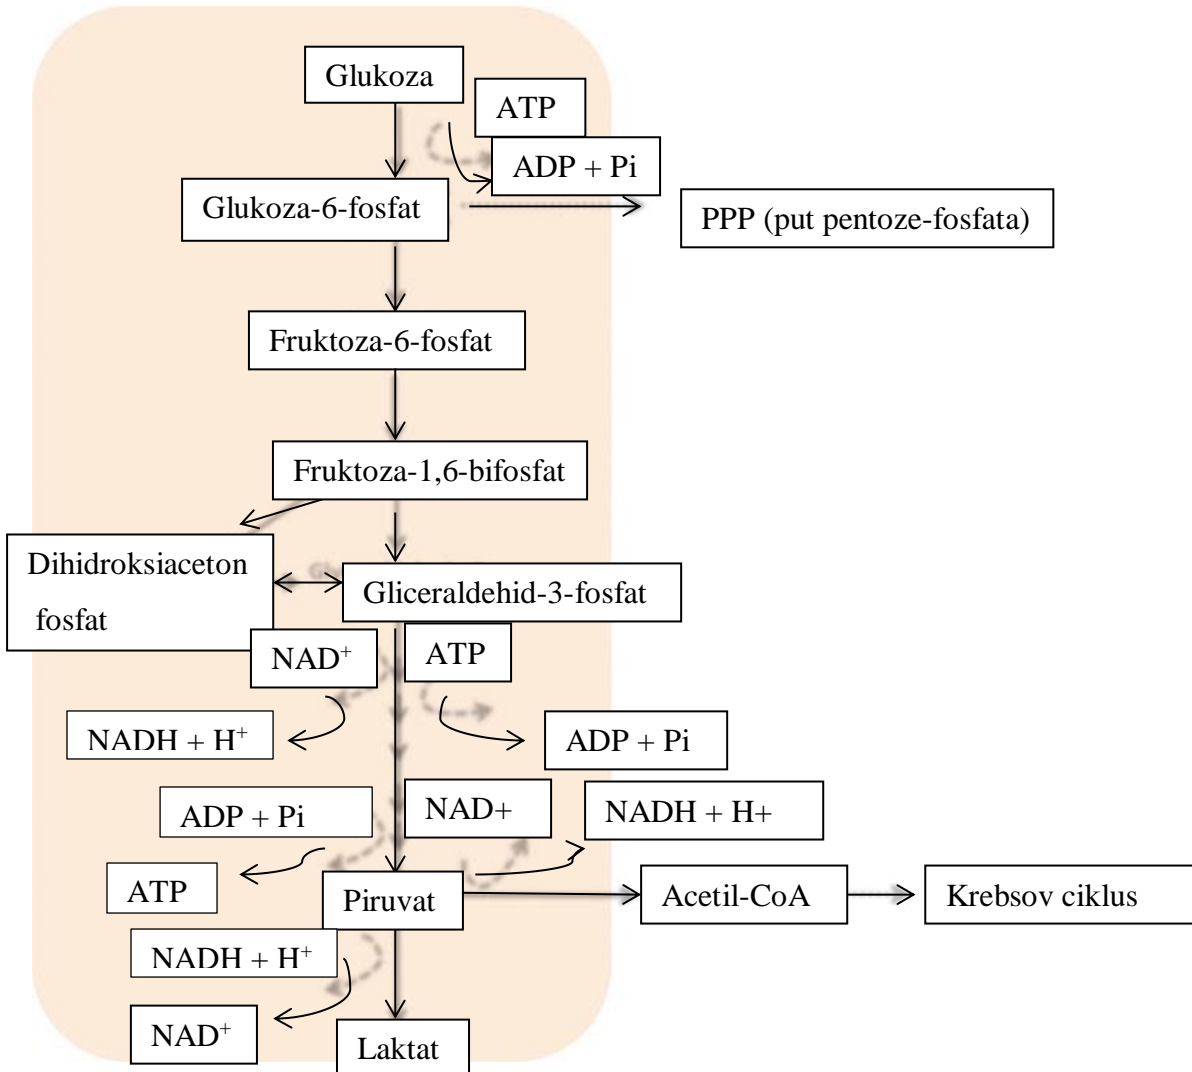 Glukoza
ATP
ADP + Pi
Glukoza-6-fosfat
PPP (put pentoze-fosfata)
Fruktoza-6-fosfat
Fruktoza-1,6-bifosfat
Dihidroksiaceton
fosfat
Gliceraldehid-3-fosfat
NAD⁺
ATP
NADH + H⁺
ADP + Pi
ADP + Pi
NAD+
NADH + H+
ATP
Piruvat
Acetil-CoA
Krebsov ciklus
NADH + H⁺
NAD⁺
Laktat